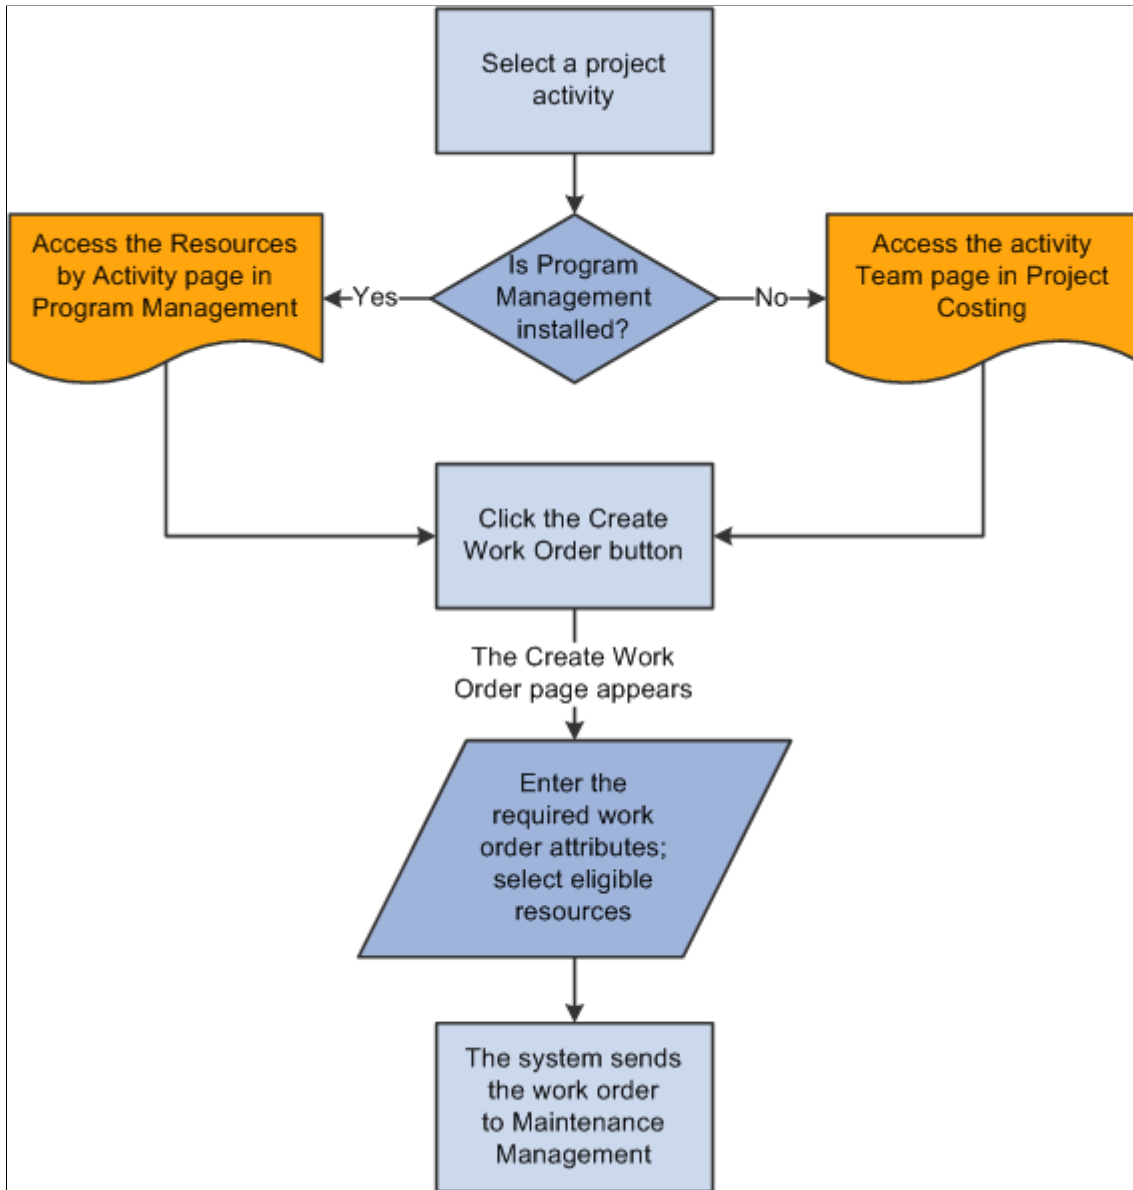 Select a project
activity
Access the Resources
by Activity page in
Program Management
Yes
Is Program
Management
installed?
No
Access the activity
Team page in Project
Costing
Click the Create
Work Order button
The Create Work
Order page appears
Enter the
required work
order attributes;
select eligible
resources
The system sends
the work order
to Maintenance
Management